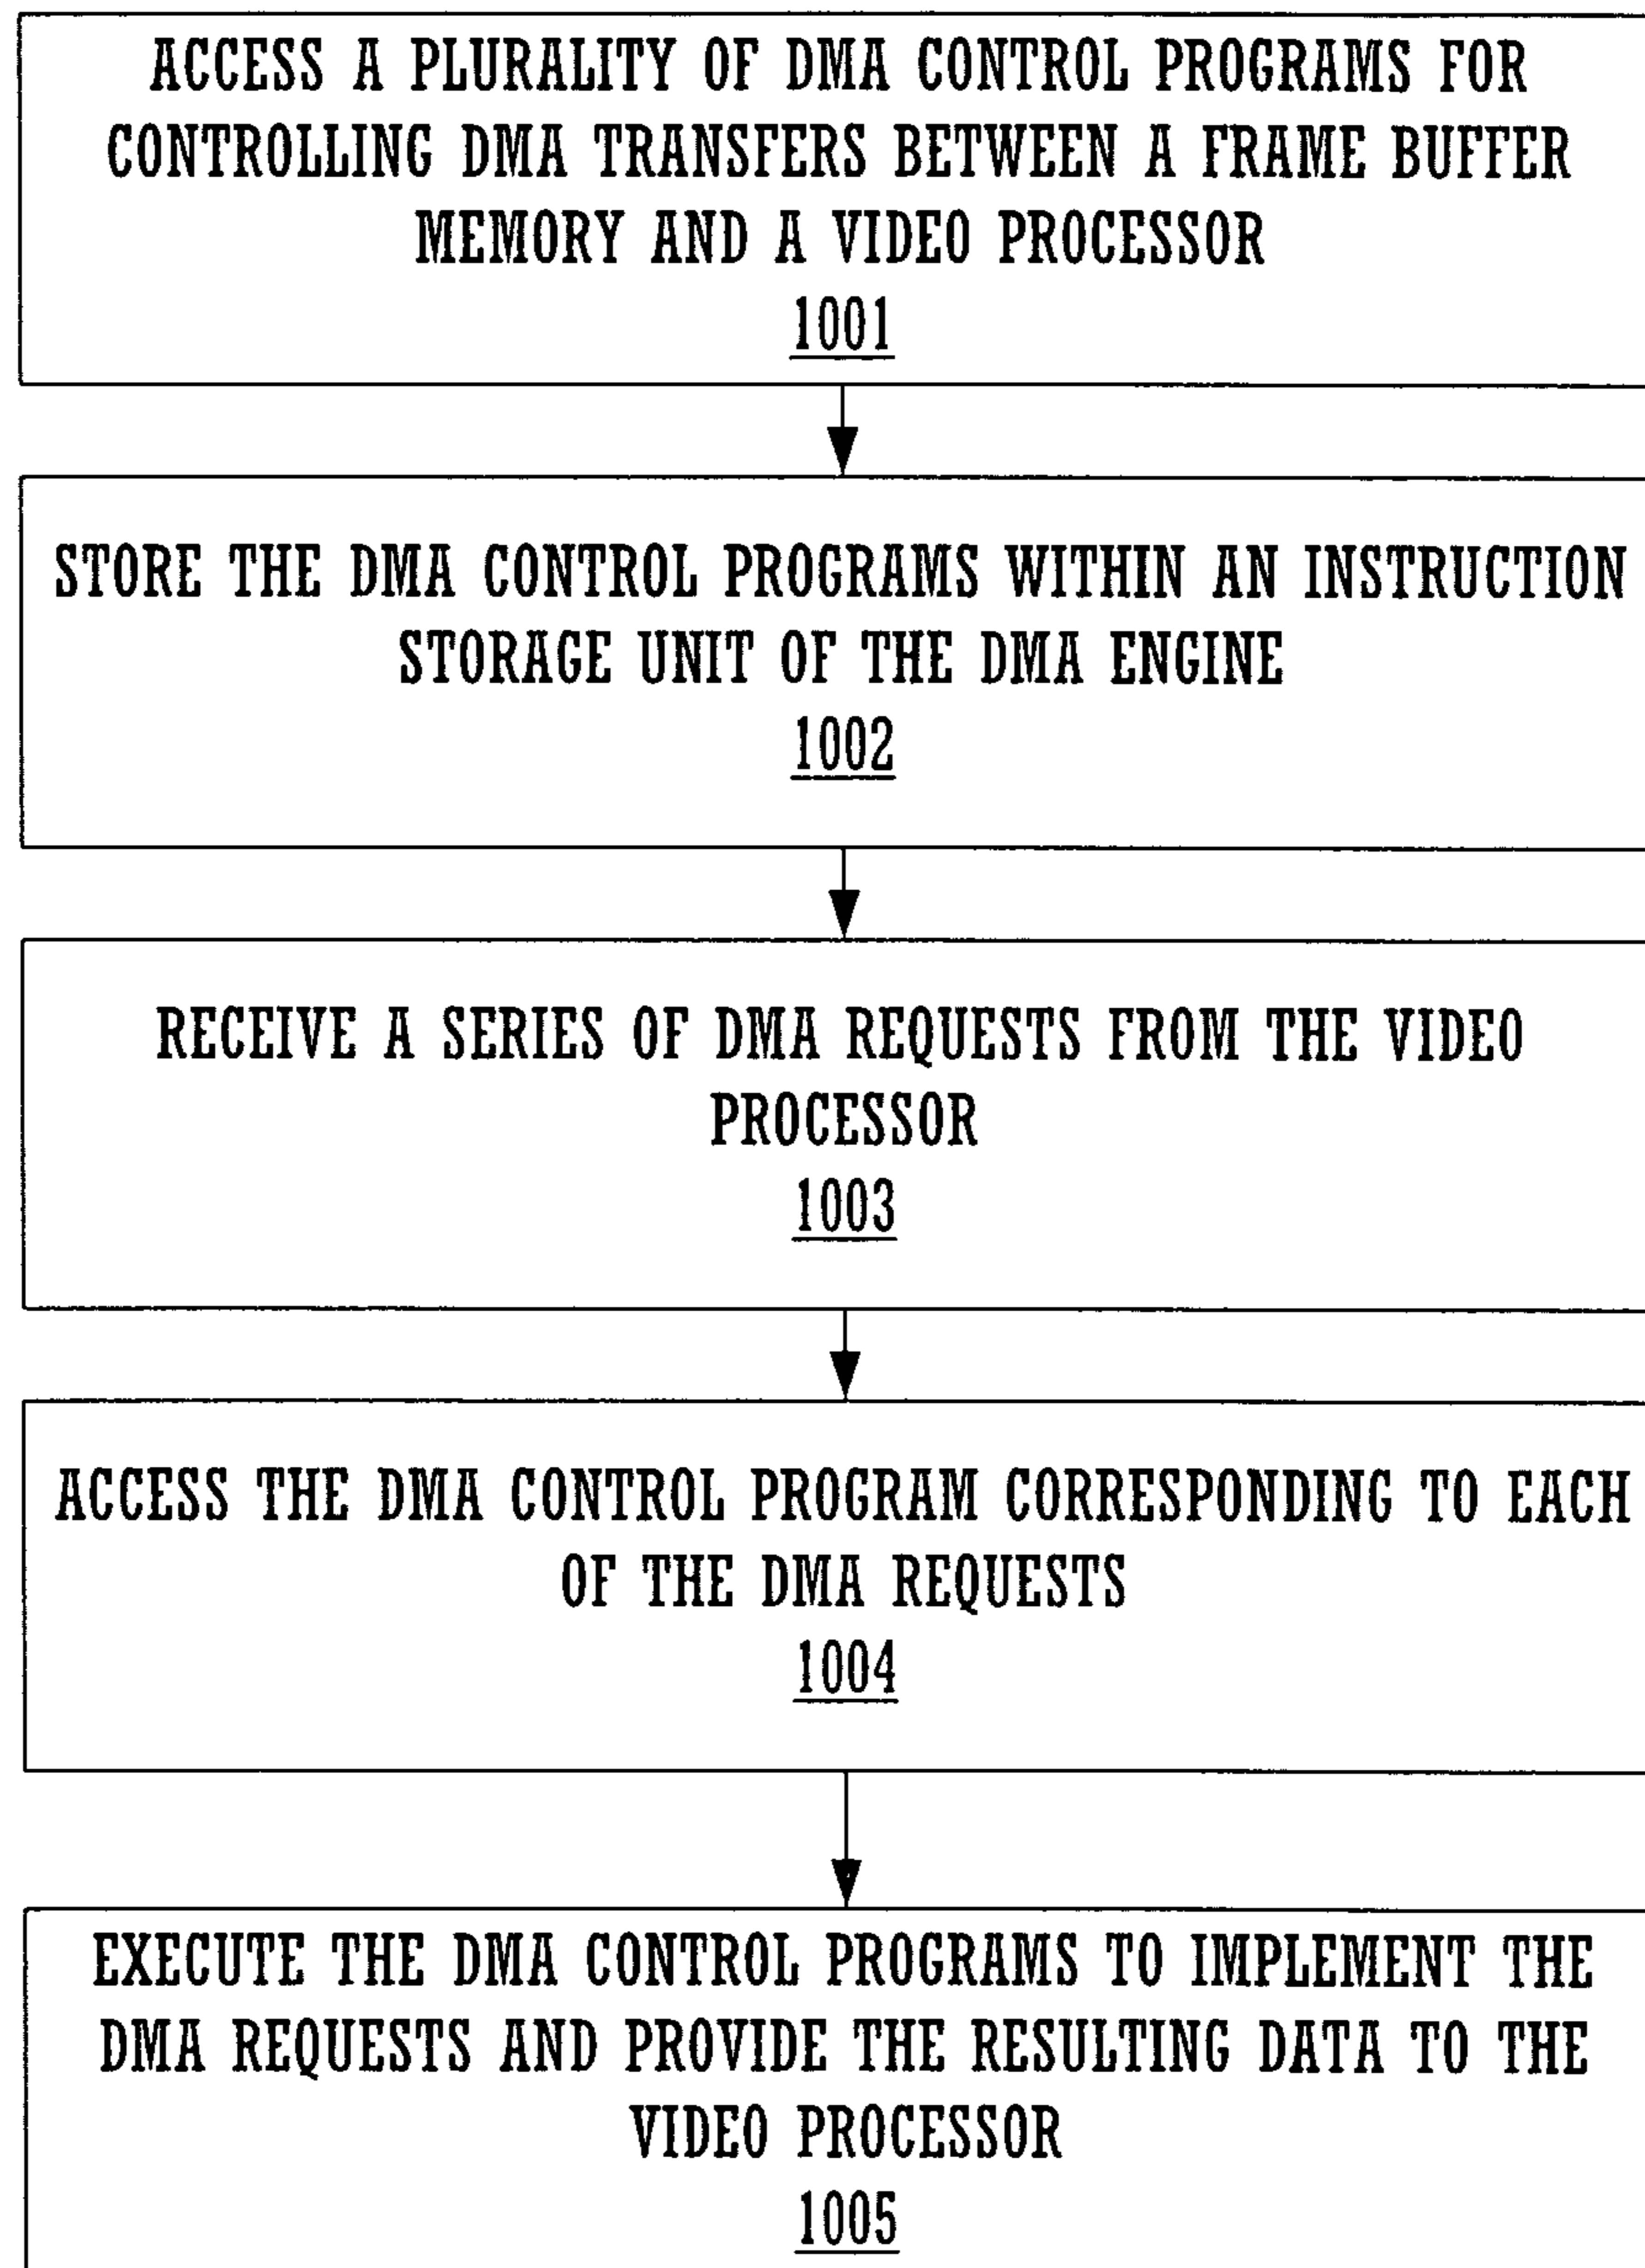 ACCESS A PLURALITY OF DMA CONTROL PROGRAMS FOR
CONTROLLING DMA TRANSFERS BETWEEN A FRAME BUFFER
MEMORY AND A VIDEO PROCESSOR
1001
STORE THE DMA CONTROL PROGRAMS WITHIN AN INSTRUCTION
STORAGE UNIT OF THE DMA ENGINE
1002
RECEIVE A SERIES OF DMA REQUESTS FROM THE VIDEO
PROCESSOR
1003
ACCESS THE DMA CONTROL PROGRAM CORRESPONDING TO EACH
OF THE DMA REQUESTS
1004
EXECUTE THE DMA CONTROL PROGRAMS TO IMPLEMENT THE
DMA REQUESTS AND PROVIDE THE RESULTING DATA TO THE
VIDEO PROCESSOR
1005